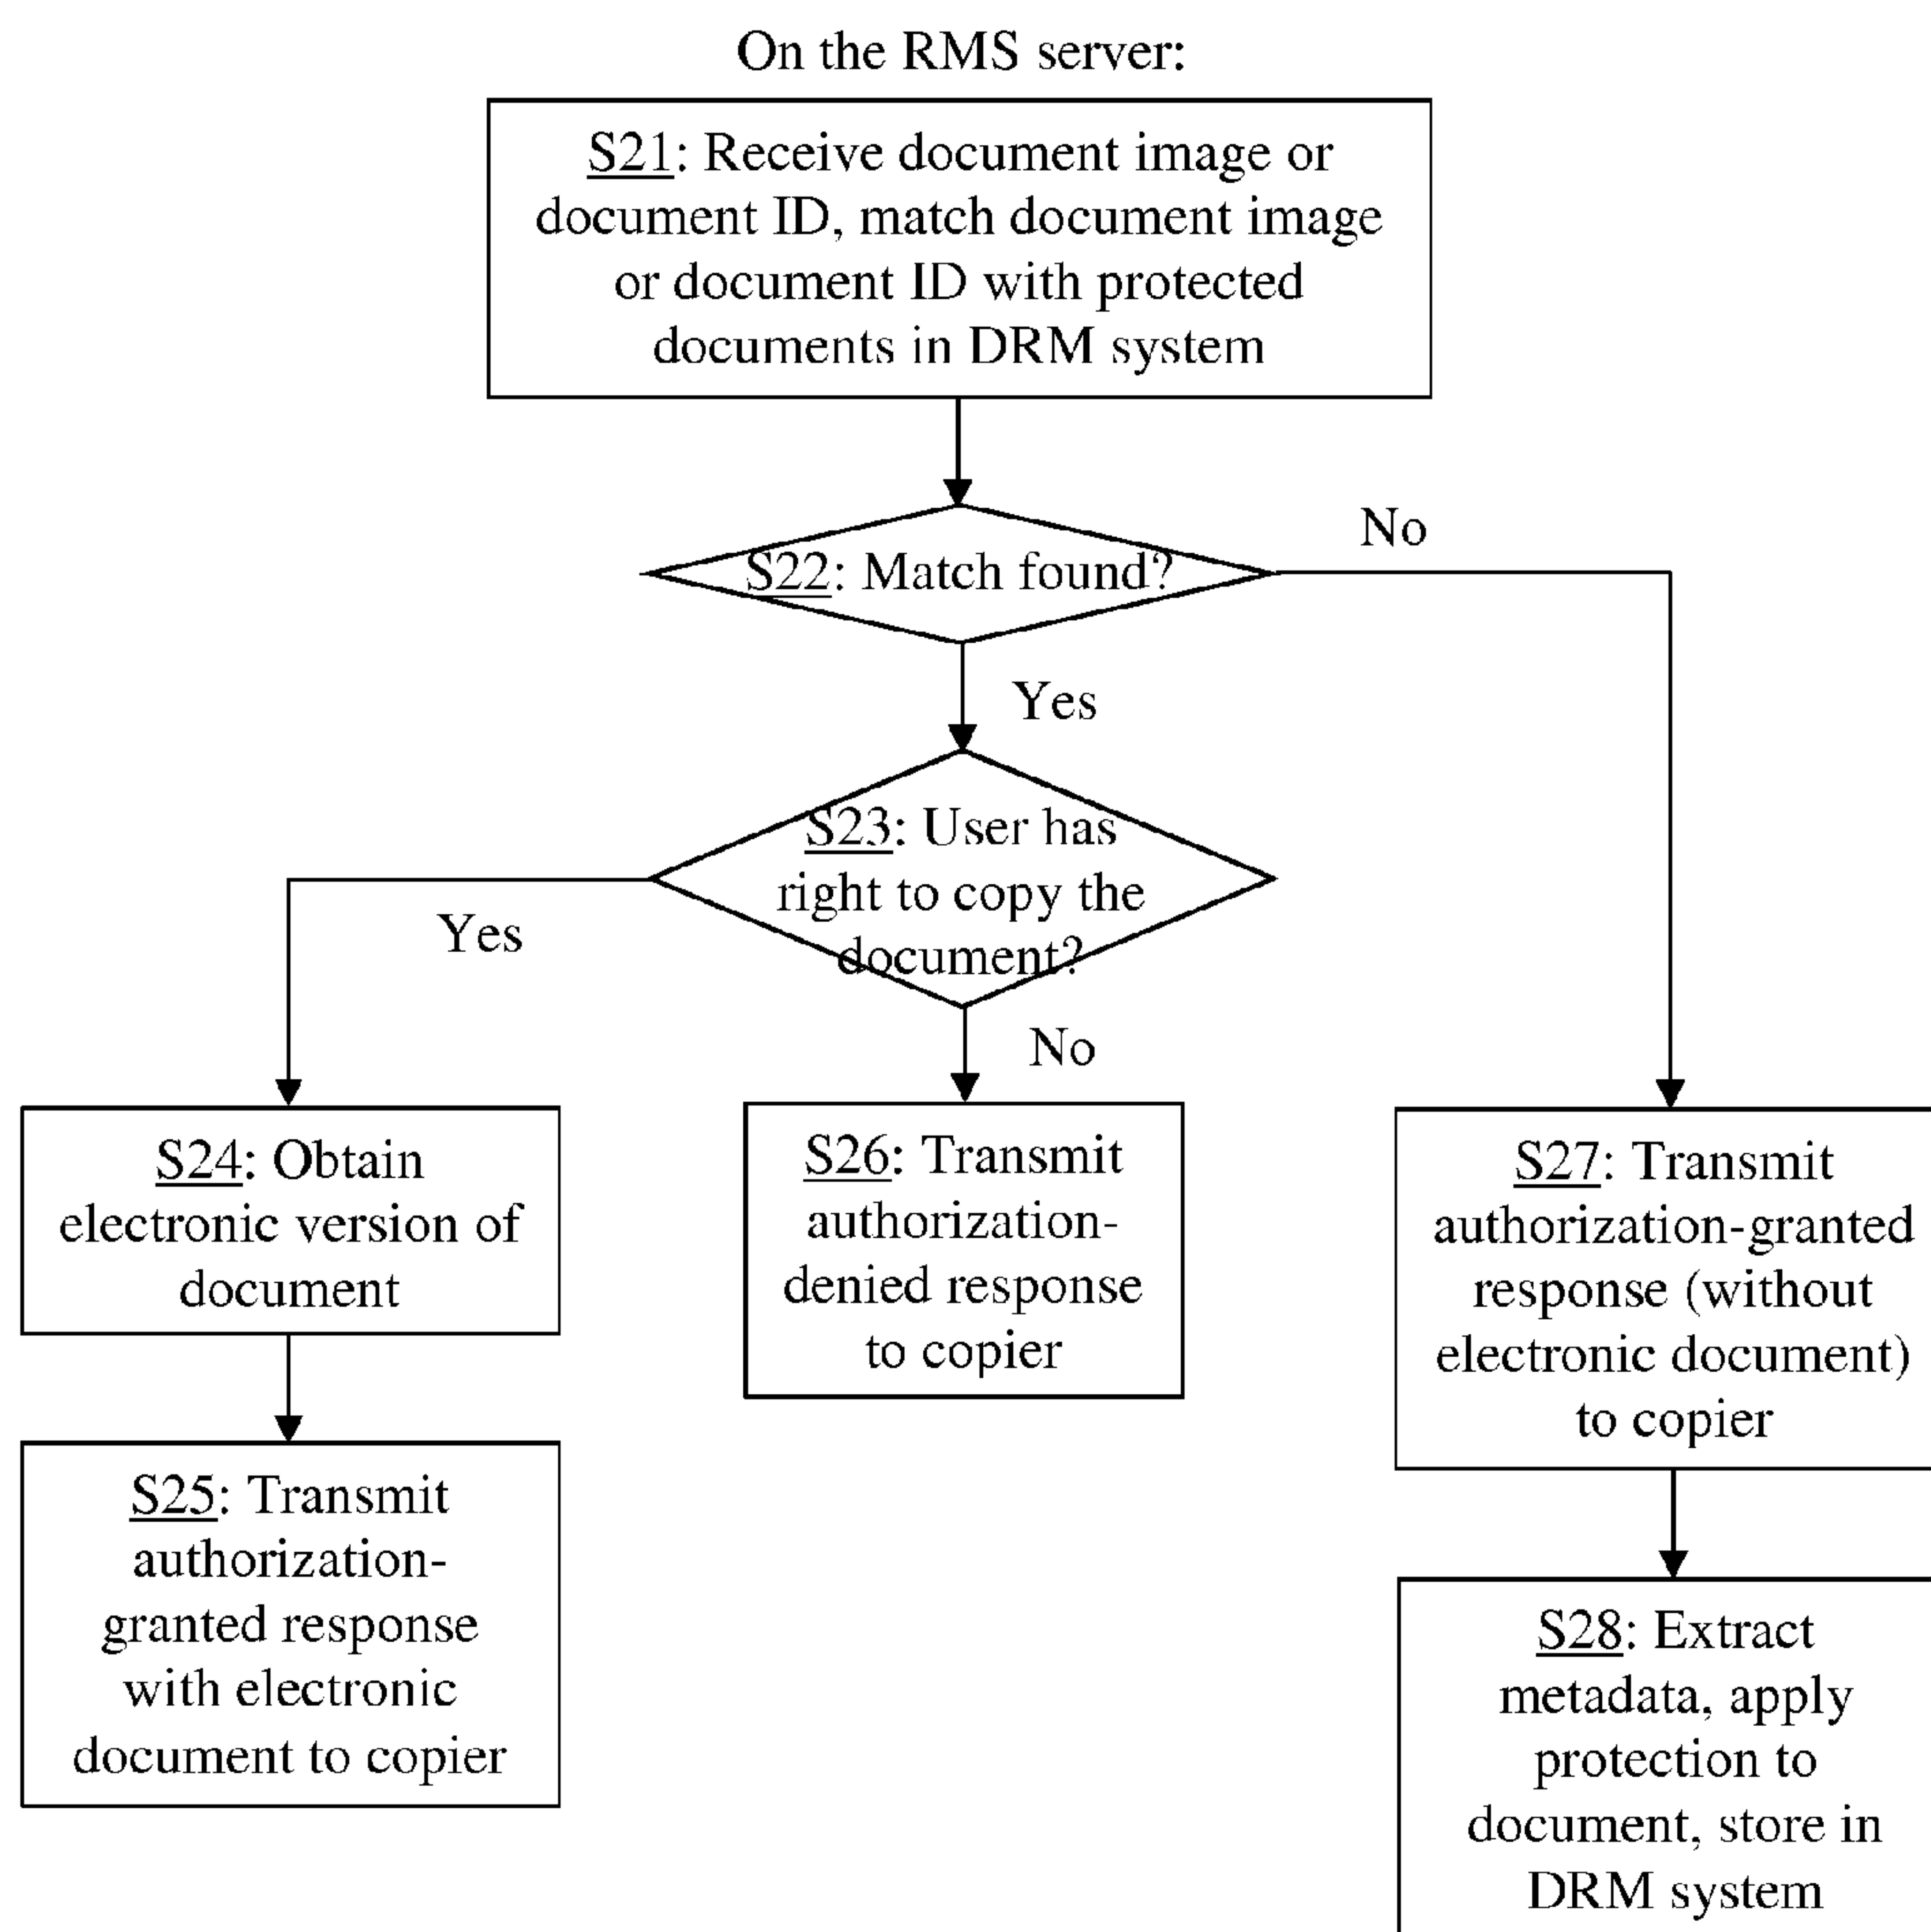 On the RMS server:
S21: Receive document image or
document ID, match document image
or document ID with protected
documents in DRM system
S22: Match found?
No
Yes
S23: User has
right to copy the
document?
Yes
No
S24: Obtain
electronic version of
document
S26: Transmit
authorization-
denied response
to copier
S27: Transmit
authorization-granted
response (without
electronic document)
to copier
S25: Transmit
authorization-
granted response
with electronic
document to copier
S28: Extract
metadata, apply
protection to
document, store in
DRM system